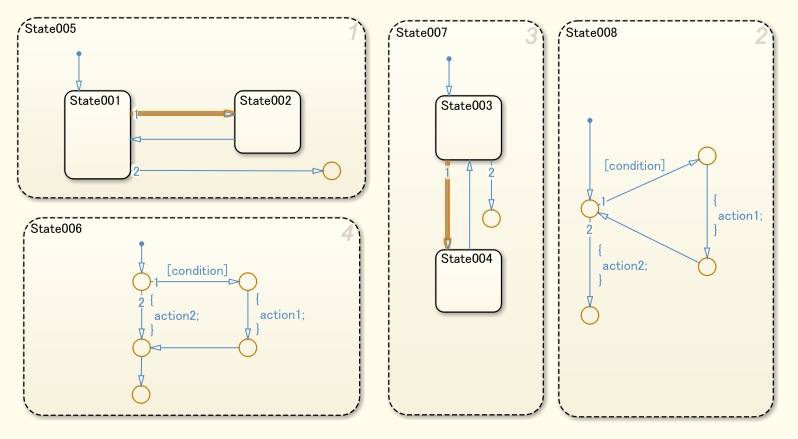 State005
1
State001
State002
1
2
State006
4
[condition]
1
2
{
action2;
}
{
action1;
}
State007
3
State003
1
2
State004
State008
2
[condition]
1
2
{
action1;
}
{
action2;
}